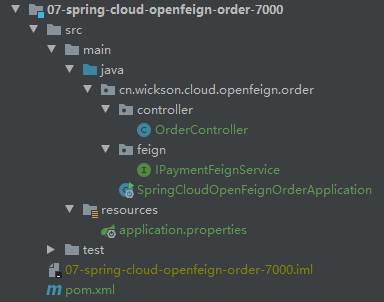 07-spring-cloud-openfeign-order-7000
src
main
java
cn.wickson.cloud.openfeign.order
controller
OrderController
feign
IPaymentFeignService
SpringCloudOpenFeignOrderApplication
resources
application.properties
test
07-spring-cloud-openfeign-order-7000.iml
pom.xml